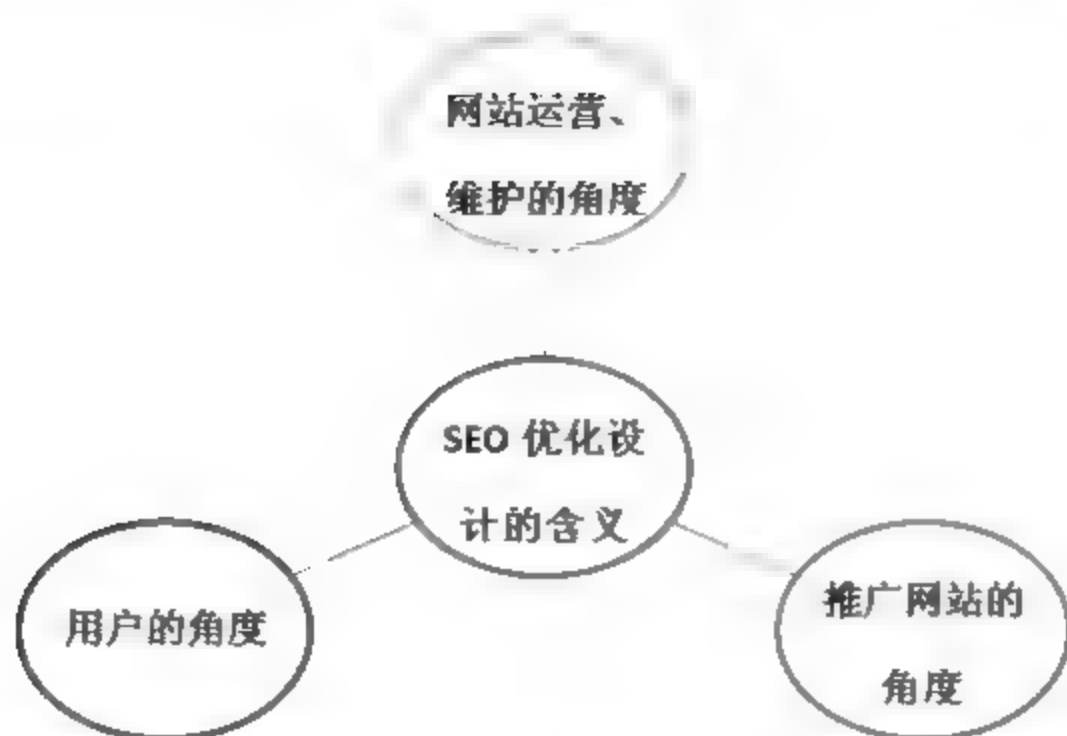 网站运营、
维护的角度
SEO 优化设
计的含义
用户的角度
推广网站的
角度